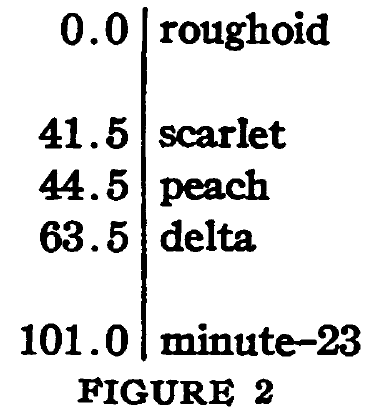 0.0 roughoid
41.5 scarlet
44.5 peach
63.5 delta
101.0 minute-23
FIGURE 2